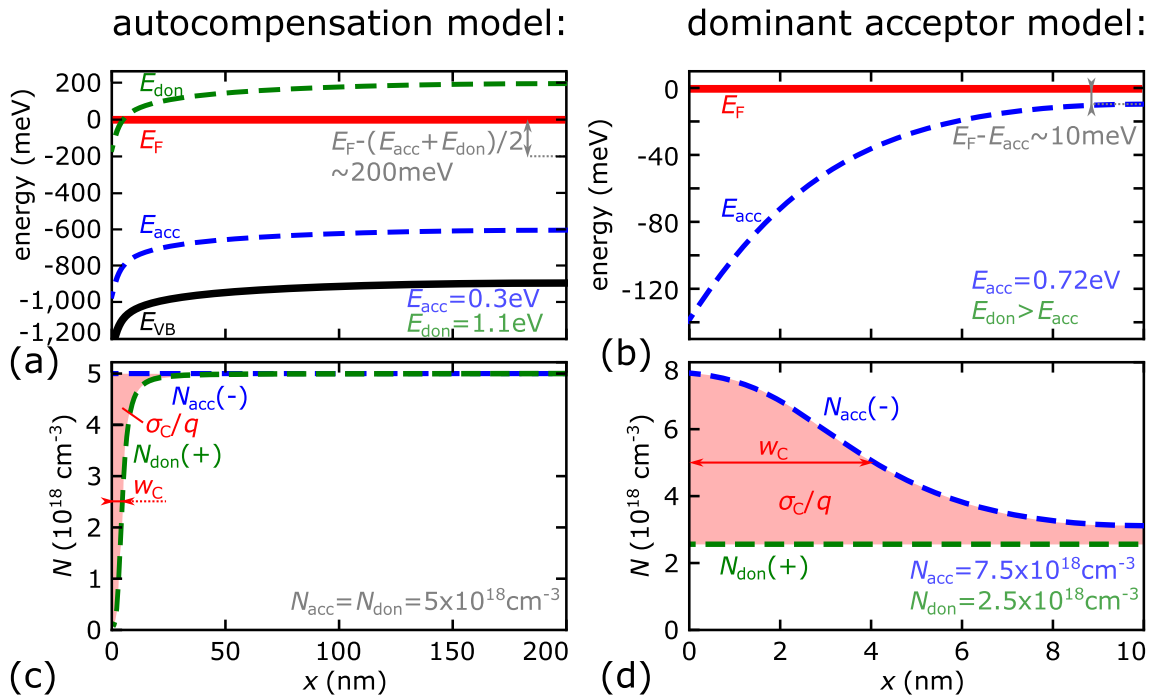 autocompensation model:
dominant acceptor model:
energy (meV)
200
0
-200
-400
-600
-800
-1,000
-1,200
E_don
E_F
E_F-(E_acc+E_don)/2
~200meV
E_acc
E_VB
E_acc=0.3eV
E_don=1.1eV
0
50
100
150
200
(a)
energy (meV)
0
-40
-80
-120
E_F
E_F-E_acc~10meV
E_acc
E_acc=0.72eV
E_don>E_acc
(b)
N (10^18 cm^-3)
5
4
3
2
1
0
N_acc(-)
σ_C/q
N_don(+)
w_C
N_acc=N_don=5x10^18cm^-3
0
50
100
150
200
x (nm)
(c)
N (10^18 cm^-3)
8
6
4
2
0
N_acc(-)
w_C
σ_C/q
N_don(+)
N_acc=7.5x10^18cm^-3
N_don=2.5x10^18cm^-3
0
2
4
6
8
10
x (nm)
(d)